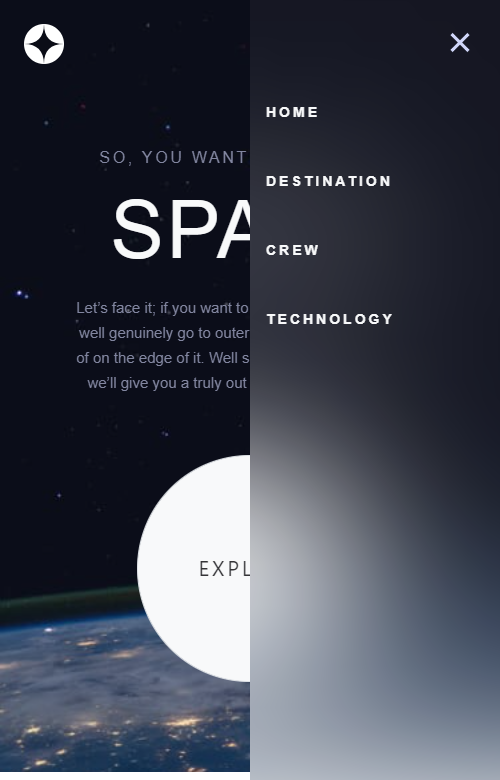 HOME
DESTINATION
CREW
TECHNOLOGY
SO, YOU WANT
SPA
Let’s face it; if you want to
well genuinely go to outer
of on the edge of it. Well s
we’ll give you a truly out
EXPL